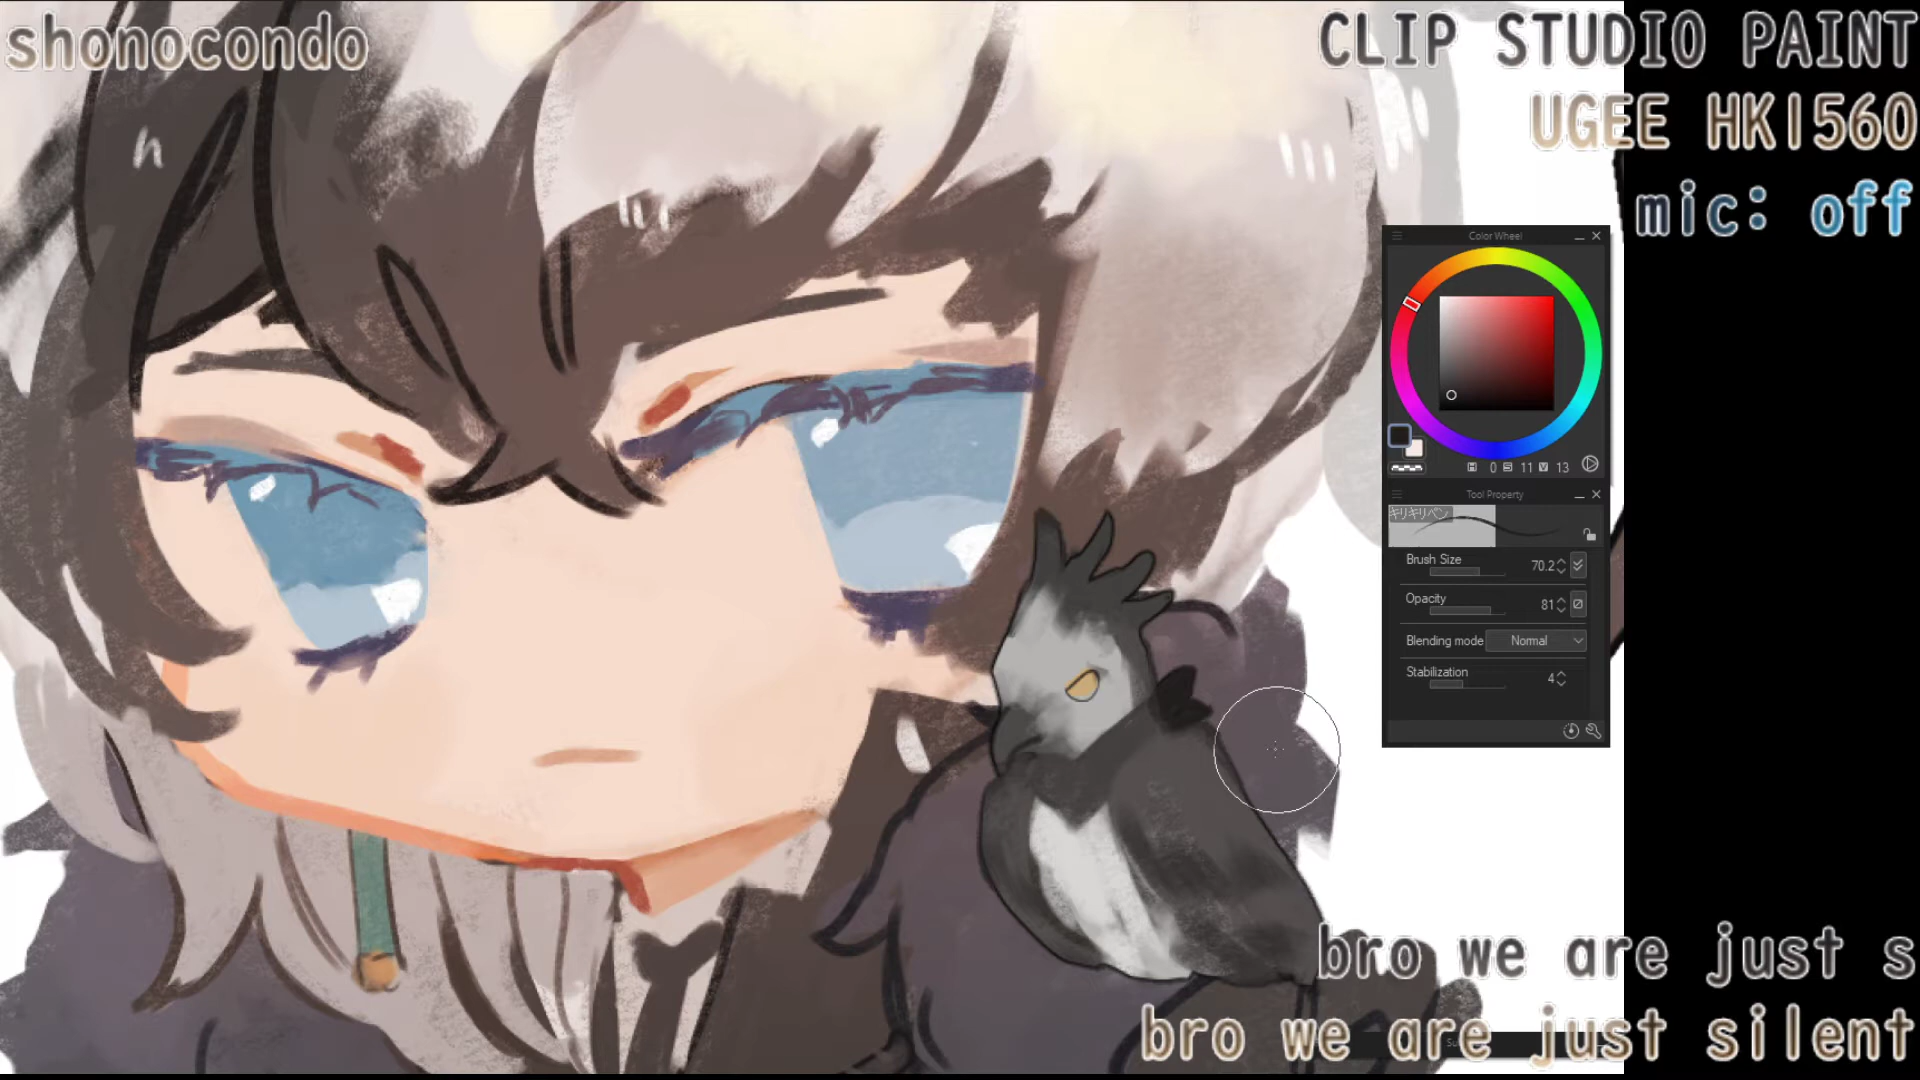 shonocondo
CLIP STUDIO PAINT
UGEE HK1560
mic: off
Color Wheel
H 0 S 11 V 13
Tool Property
キリキリペン
Brush Size 70.2
Opacity 81
Blending mode Normal
Stabilization 4
bro we are just s
bro we are just silent